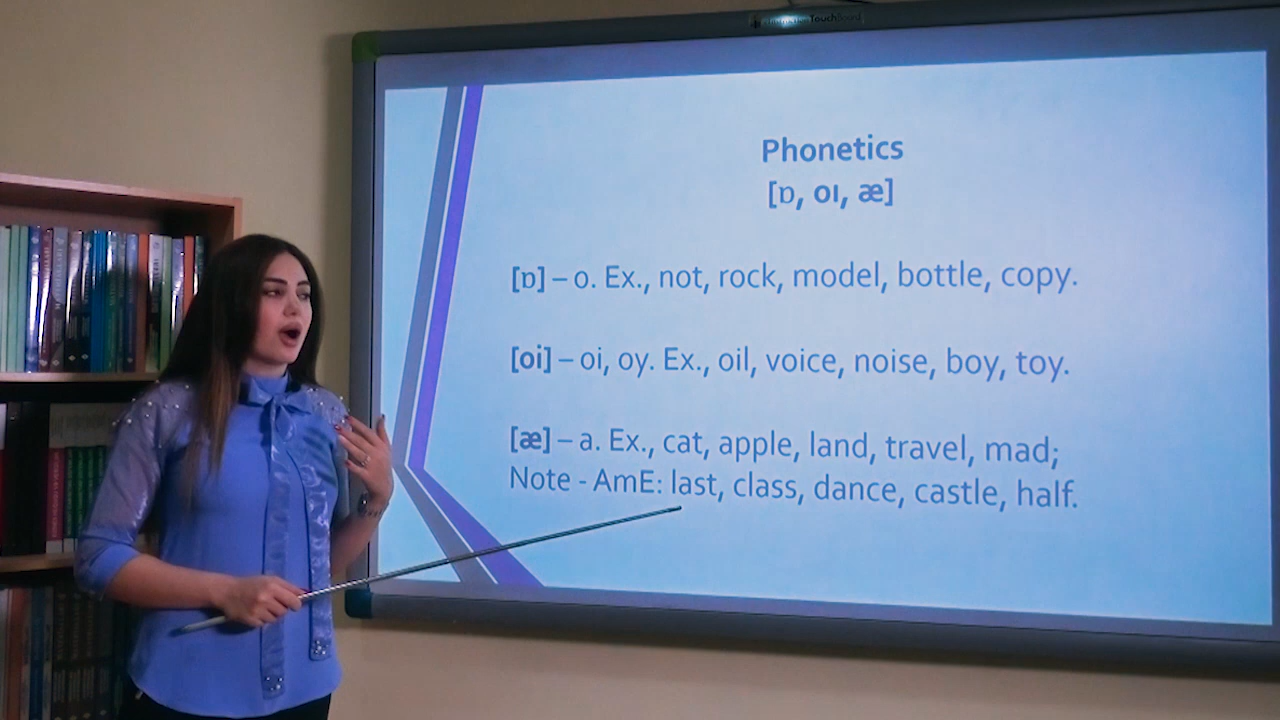 TouchBoard
Phonetics
[ɒ, oɪ, æ]
[ɒ] – o. Ex., not, rock, model, bottle, copy.
[oi] – oi, oy. Ex., oil, voice, noise, boy, toy.
[æ] – a. Ex., cat, apple, land, travel, mad;
Note - AmE: last, class, dance, castle, half.